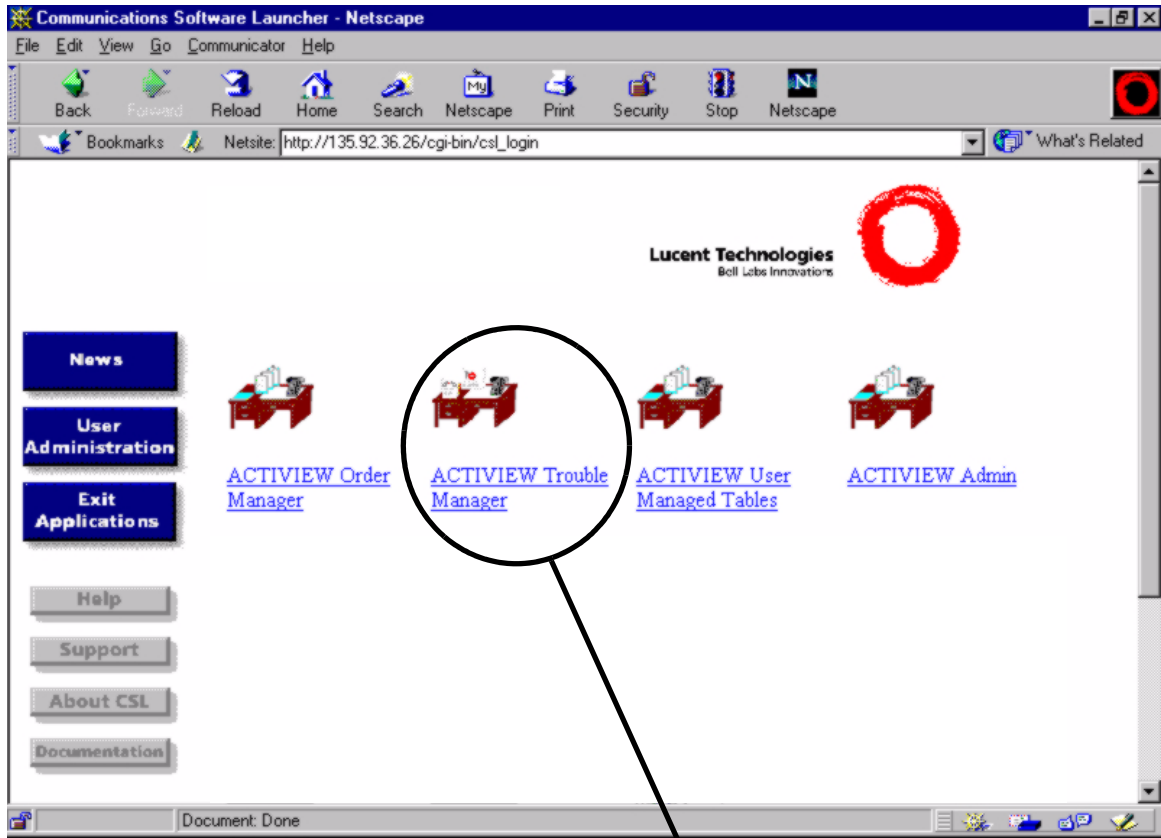 Communications Software Launcher - Netscape
File Edit View Go Communicator Help
Back Forward Reload Home Search Netscape Print Security Stop Netscape
My
N
Bookmarks Netsite: http://135.92.36.26/cgi-bin/csl_login What's Related
Lucent Technologies
Bell Labs Innovations
News
User
Administration
Exit
Applications
Help
Support
About CSL
Documentation
ACTIVIEW Order
Manager
ACTIVIEW Trouble
Manager
ACTIVIEW User
Managed Tables
ACTIVIEW Admin
Document: Done